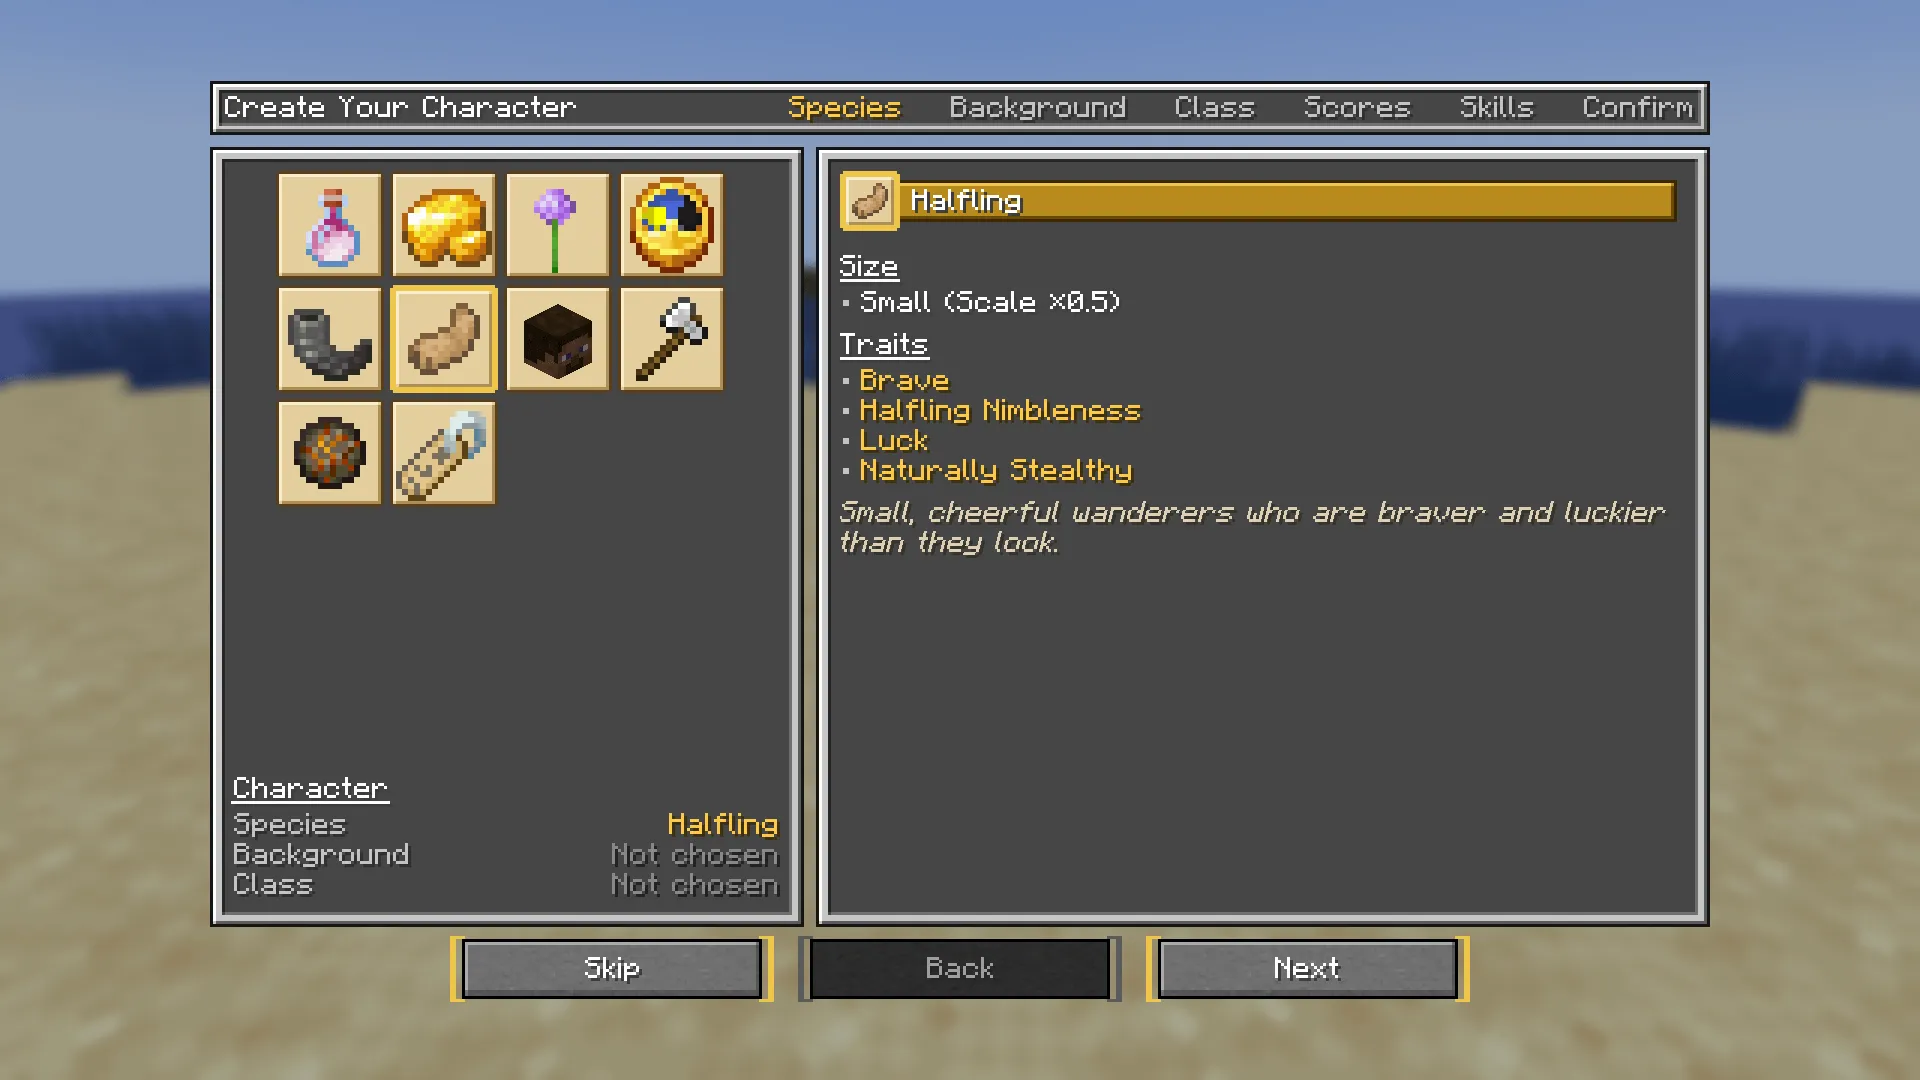 Create Your Character
Species Background Class Scores Skills Confirm
Halfling
Size
· Small (Scale ×0.5)
Traits
· Brave
· Halfling Nimbleness
· Luck
· Naturally Stealthy
Small, cheerful wanderers who are braver and luckier
than they look.
Character
Species Halfling
Background Not chosen
Class Not chosen
Skip
Back
Next